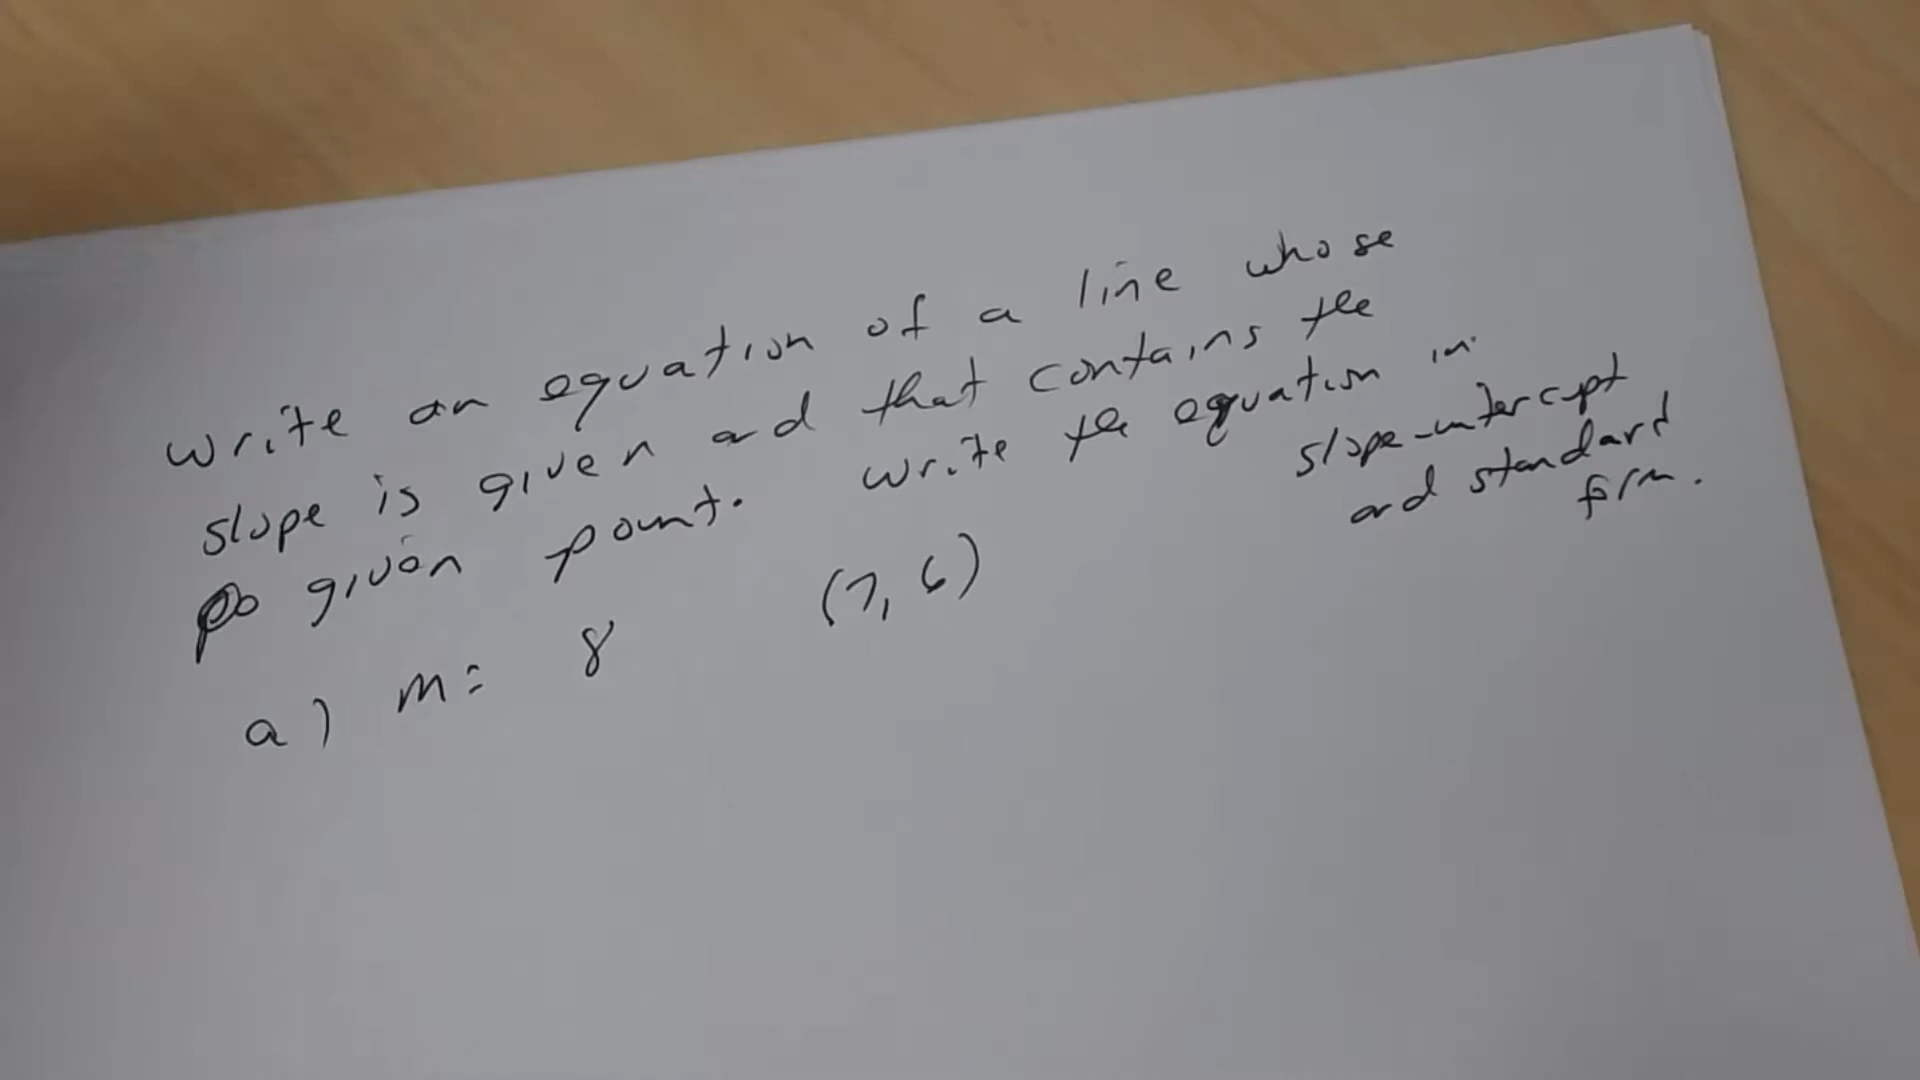 write an equation of a line whose
slope is given and that contains the
given point. write the equation in
slope-intercept
and standard
form.
a) m = 8 (7, 6)